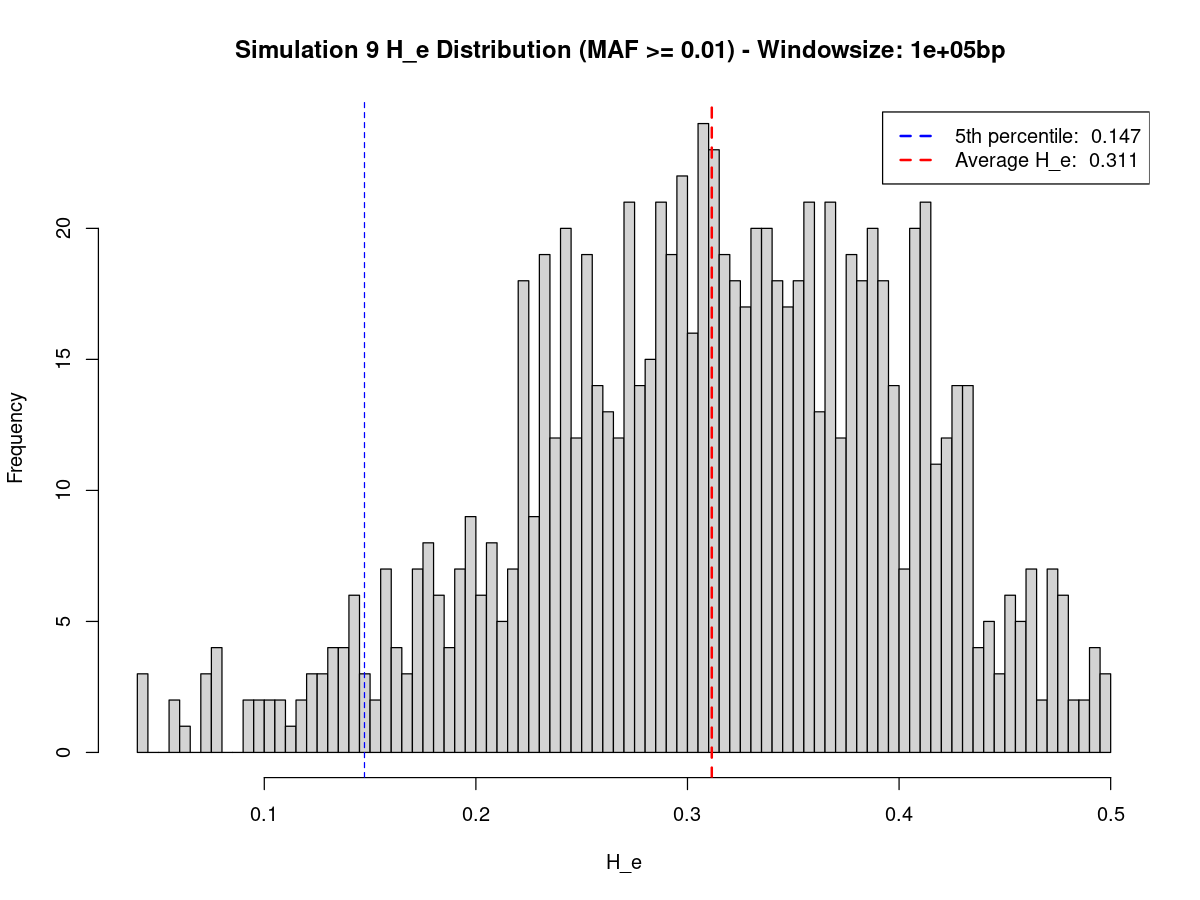 Simulation 9 H_e Distribution (MAF >= 0.01) - Windowsize: 1e+05bp
5th percentile: 0.147
Average H_e: 0.311
Frequency
20
15
10
5
0
0.1 0.2 0.3 0.4 0.5
H_e